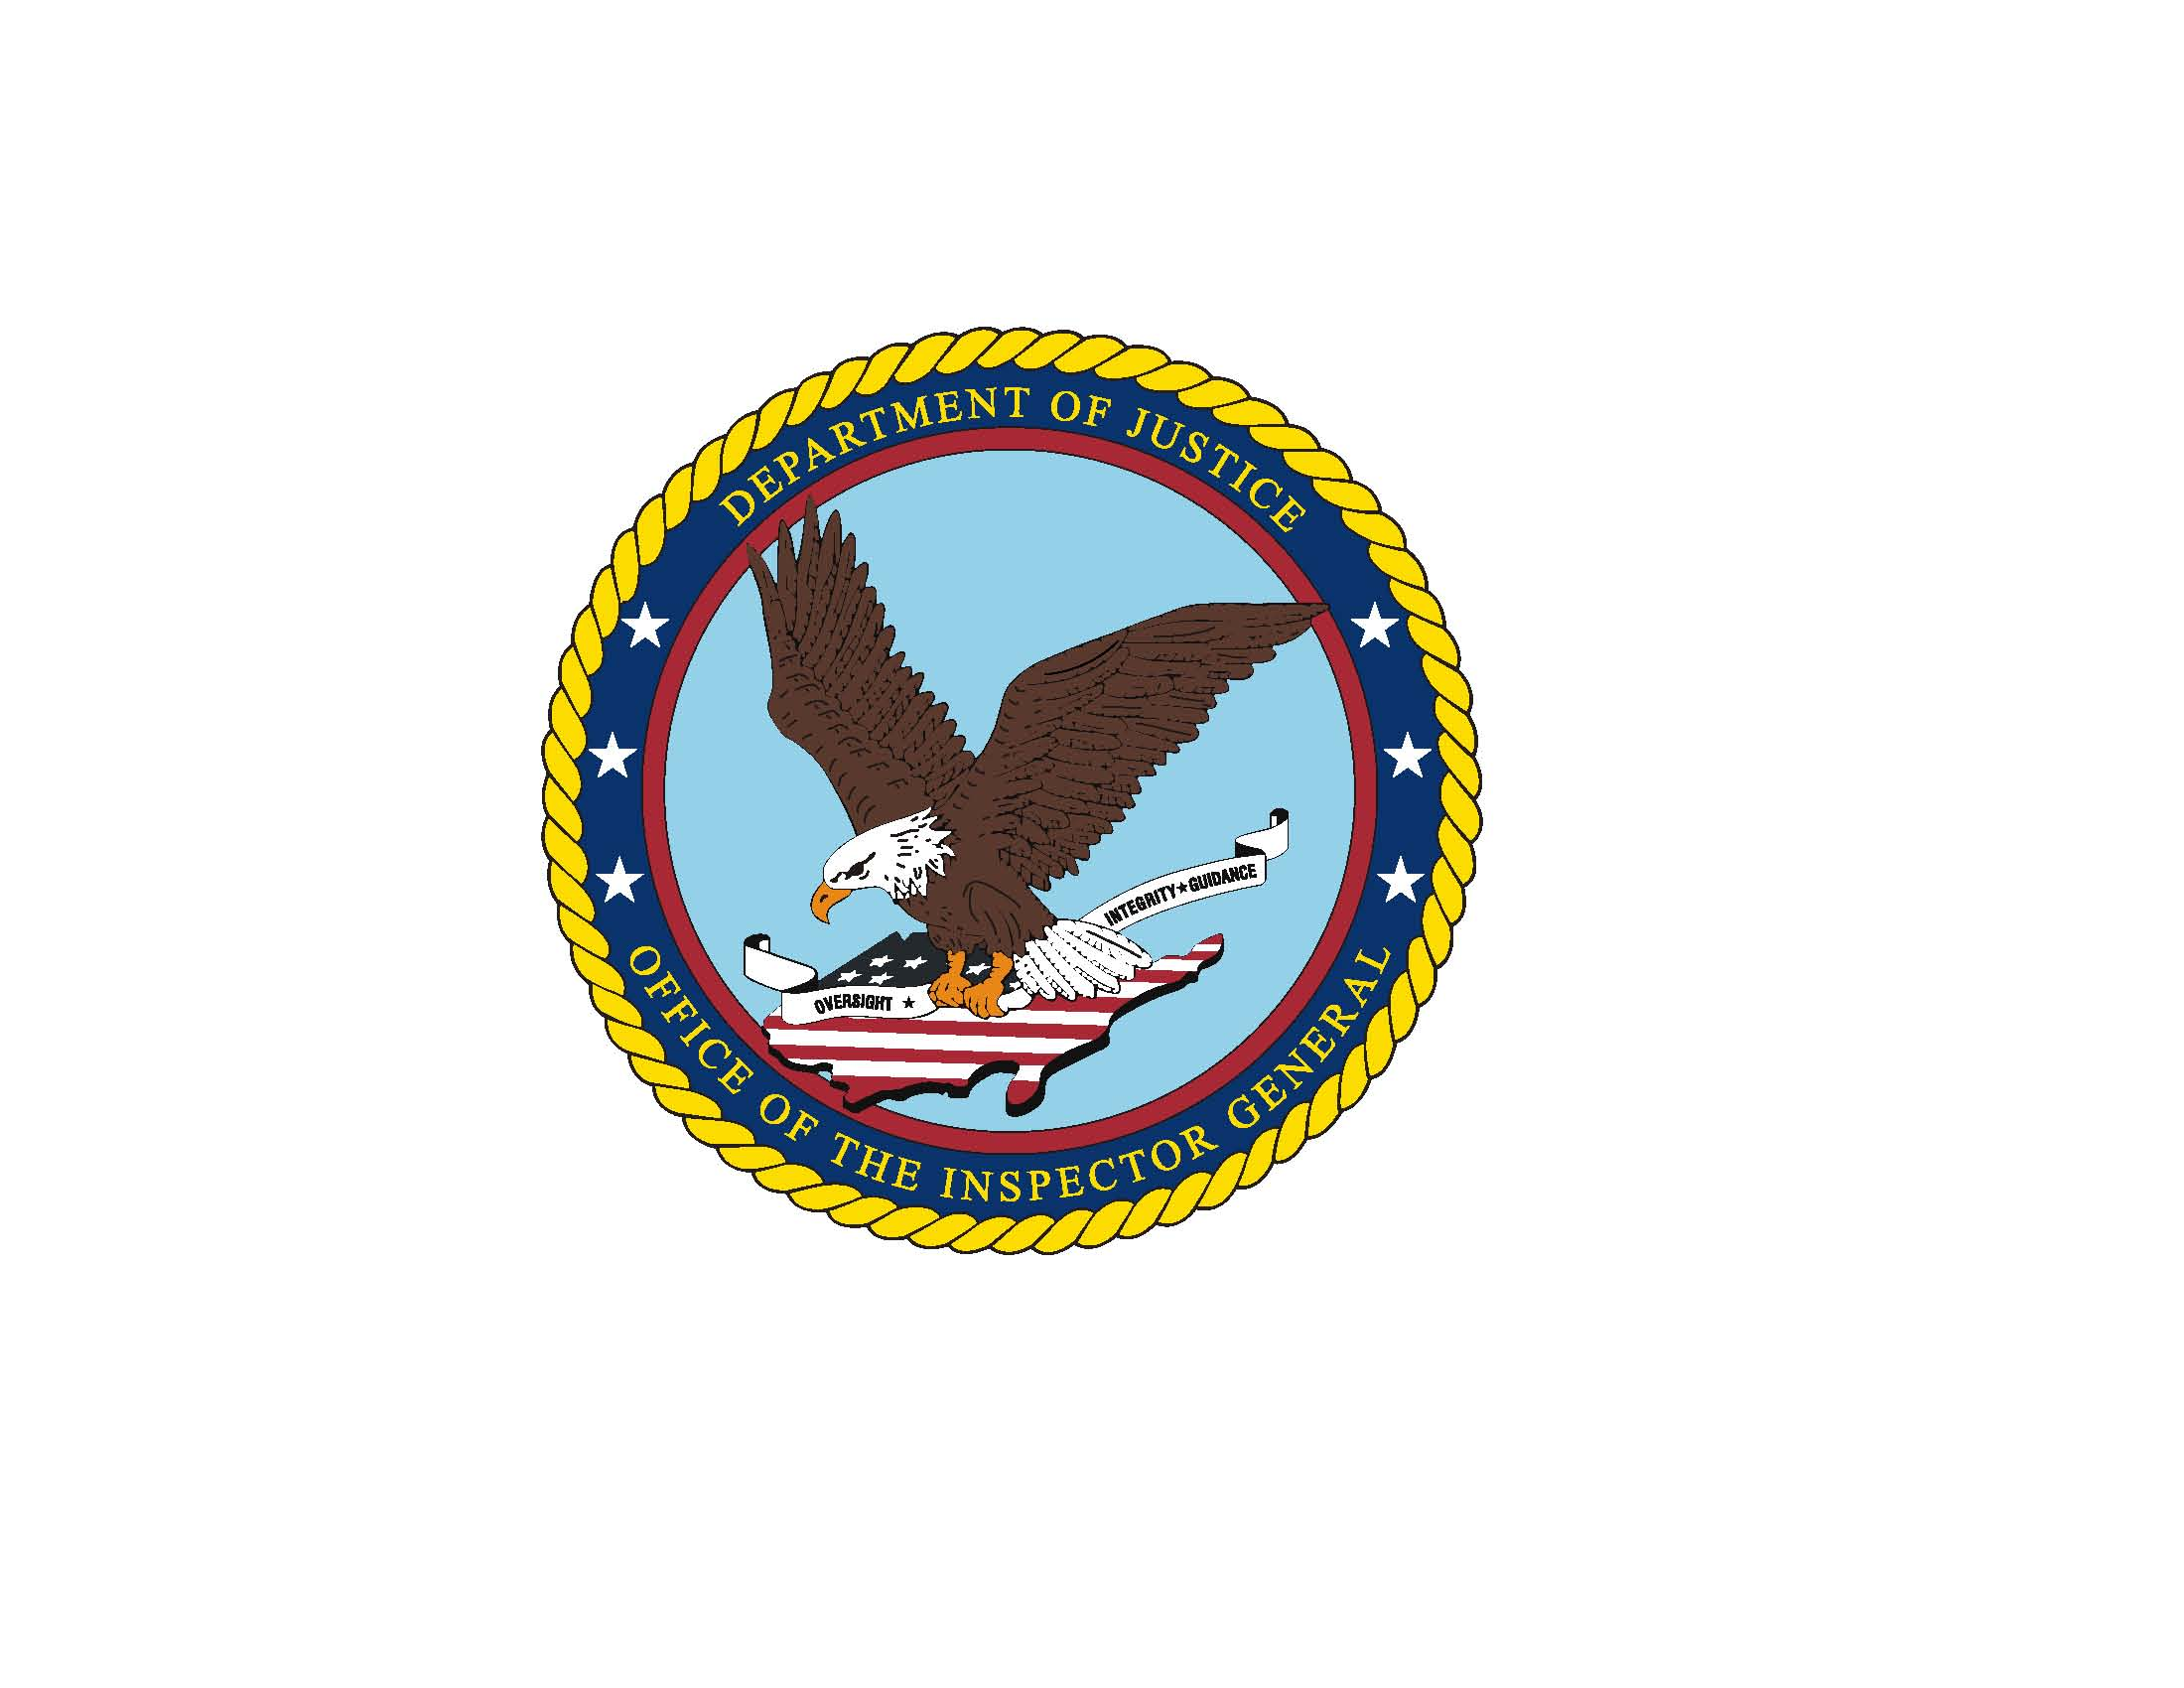 DEPARTMENT OF JUSTICE
INTEGRITY★GUIDANCE
OVERSIGHT ★
OFFICE OF THE INSPECTOR GENERAL